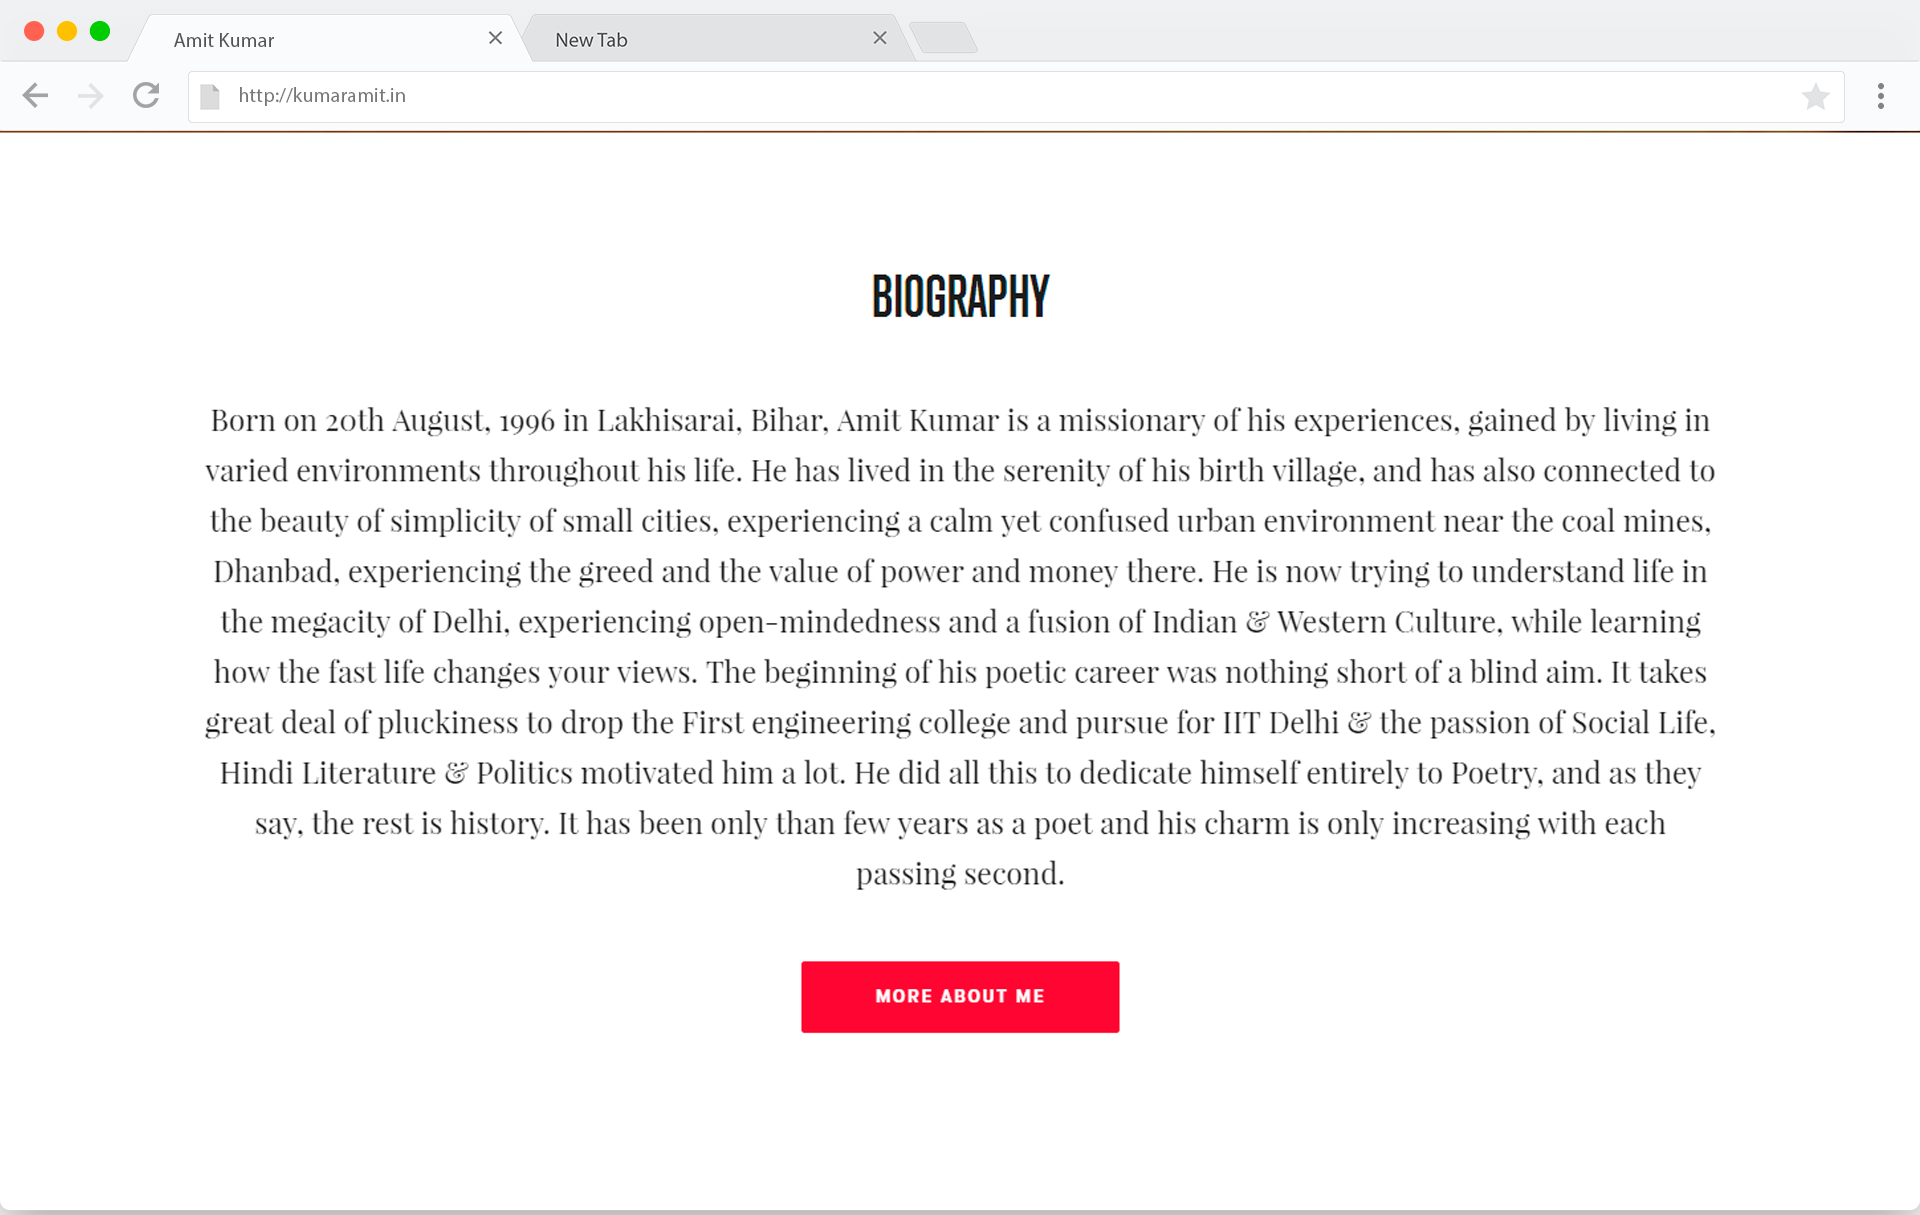 Amit Kumar
New Tab
http://kumaramit.in
BIOGRAPHY
Born on 20th August, 1996 in Lakhisarai, Bihar, Amit Kumar is a missionary of his experiences, gained by living in
varied environments throughout his life. He has lived in the serenity of his birth village, and has also connected to
the beauty of simplicity of small cities, experiencing a calm yet confused urban environment near the coal mines,
Dhanbad, experiencing the greed and the value of power and money there. He is now trying to understand life in
the megacity of Delhi, experiencing open-mindedness and a fusion of Indian & Western Culture, while learning
how the fast life changes your views. The beginning of his poetic career was nothing short of a blind aim. It takes
great deal of pluckiness to drop the First engineering college and pursue for IIT Delhi & the passion of Social Life,
Hindi Literature & Politics motivated him a lot. He did all this to dedicate himself entirely to Poetry, and as they
say, the rest is history. It has been only than few years as a poet and his charm is only increasing with each
passing second.
MORE ABOUT ME